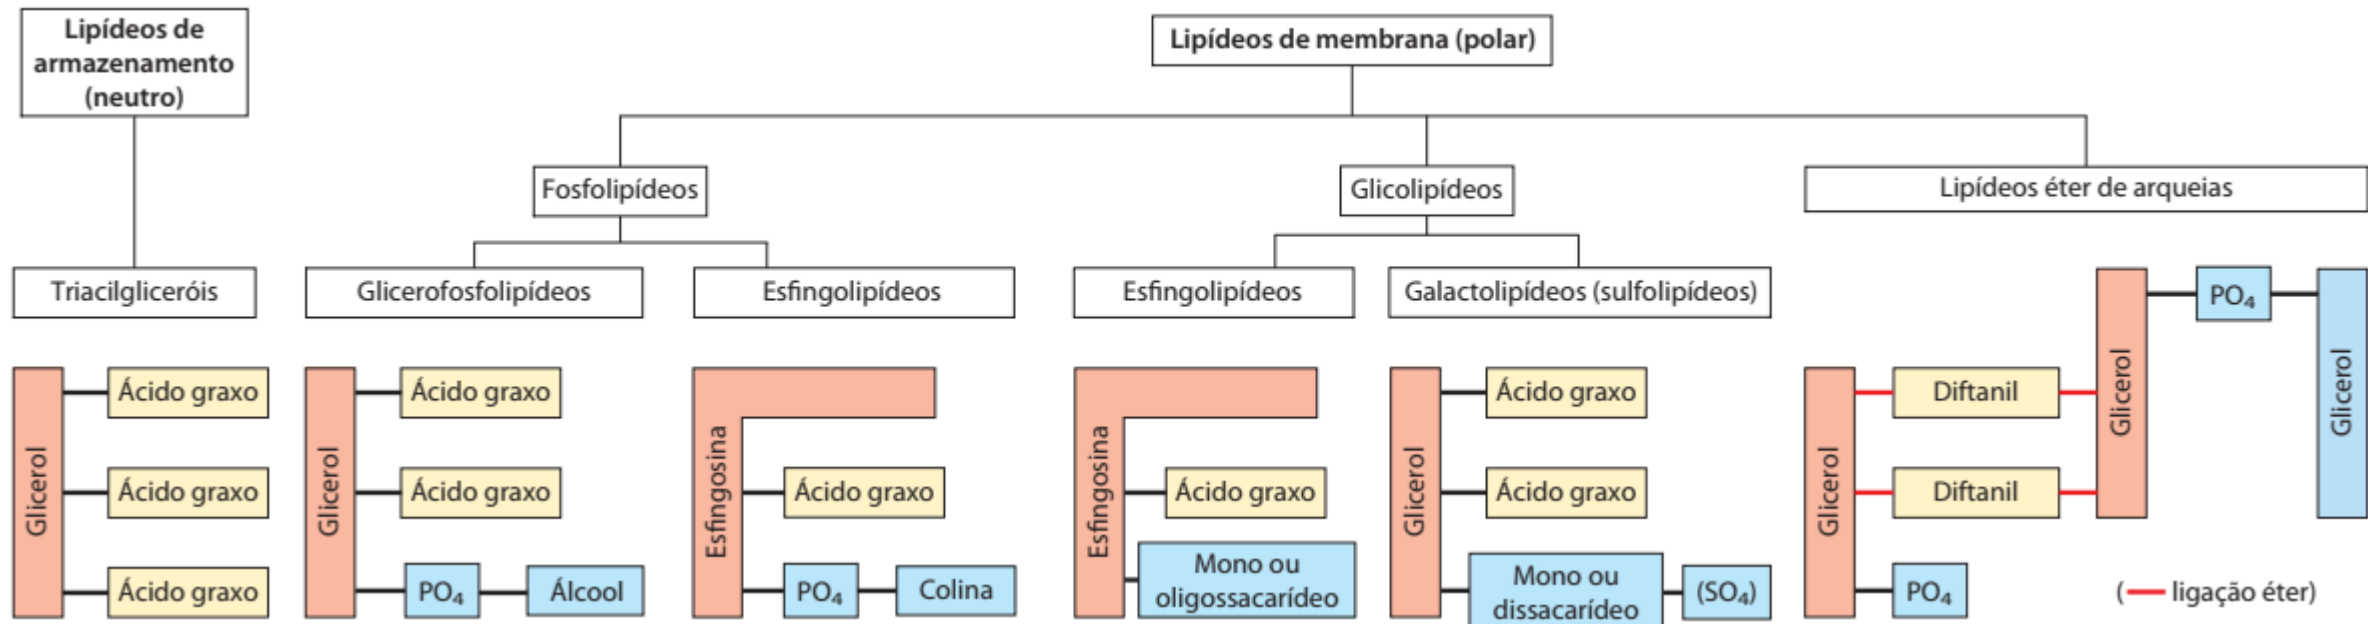 Lipídeos de
armazenamento
(neutro)
Lipídeos de membrana (polar)
Fosfolipídeos
Glicolipídeos
Lipídeos éter de arqueias
Triacilgliceróis
Glicerofosfolipídeos
Esfingolipídeos
Esfingolipídeos
Galactolipídeos (sulfolipídeos)
Glicerol
Ácido graxo
Ácido graxo
Ácido graxo
Glicerol
Ácido graxo
Ácido graxo
PO₄
Álcool
Esfingosina
Ácido graxo
PO₄
Colina
Esfingosina
Ácido graxo
Mono ou
oligossacarídeo
Glicerol
Ácido graxo
Ácido graxo
Mono ou
dissacarídeo
(SO₄)
Glicerol
Diftanil
Diftanil
PO₄
Glicerol
PO₄
Glicerol
( ligação éter)